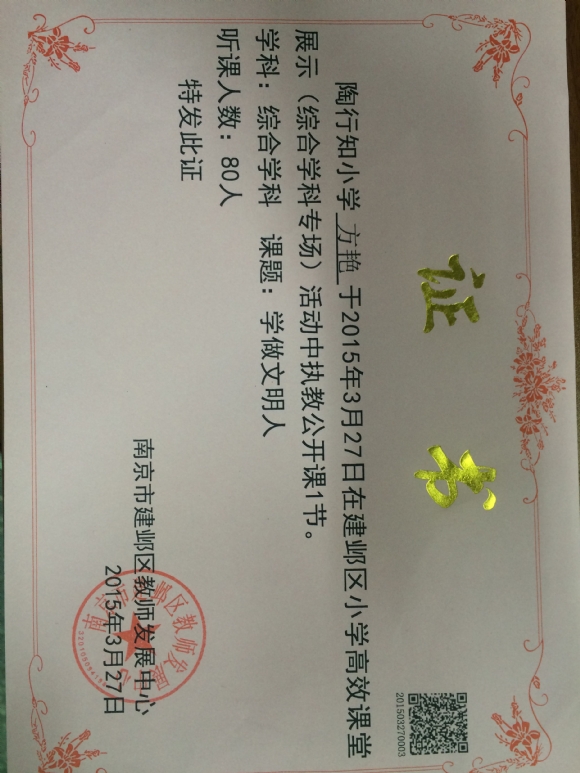 证书
201503270003
陶行知小学 方艳 于2015年3月27日在建邺区小学高效课堂
展示（综合学科专场）活动中执教公开课1节。
学科：综合学科 课题：学做文明人
听课人数：80人
特发此证
南京市建邺区教师发展中心
2015年3月27日